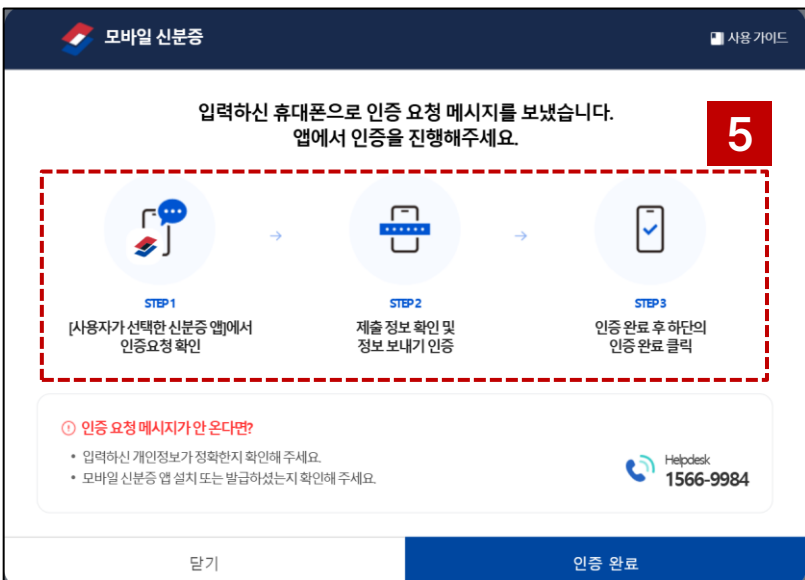 모바일 신분증
사용 가이드
입력하신 휴대폰으로 인증 요청 메시지를 보냈습니다.
앱에서 인증을 진행해주세요.
5
STEP 1
[사용자가 선택한 신분증 앱]에서
인증요청 확인
STEP 2
제출 정보 확인 및
정보 보내기 인증
STEP 3
인증 완료 후 하단의
인증 완료 클릭
인증 요청 메시지가 안 온다면?
• 입력하신 개인정보가 정확한지 확인해 주세요.
• 모바일 신분증 앱 설치 또는 발급하셨는지 확인해 주세요.
Helpdesk
1566-9984
닫기
인증 완료